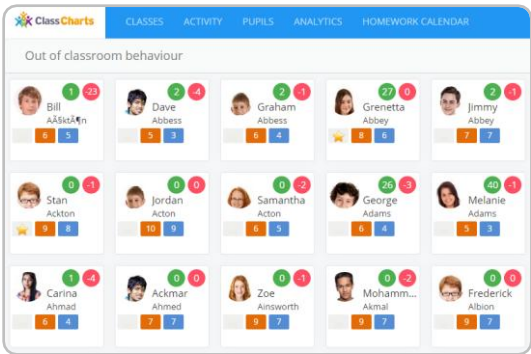 ClassCharts CLASSES ACTIVITY PUPILS ANALYTICS HOMEWORK CALENDAR
Out of classroom behaviour
1 -23 2 -4 2 -1 27 0 2 -1
Bill Dave Graham Grenetta Jimmy
AÃ§ktÃ¶n Abbess Abbess Abbey Abbey
6 5 5 3 6 4 8 6 7 7
0 -1 0 0 0 -2 26 -3 40 -1
Stan Jordan Samantha George Melanie
Ackton Acton Acton Adams Adams
9 8 10 9 6 5 6 4 5 3
1 -4 0 0 0 -1 0 -2 0 0
Carina Ackmar Zoe Mohamm... Frederick
Ahmad Ahmed Ainsworth Akmal Albion
6 4 7 7 9 7 9 7 9 7